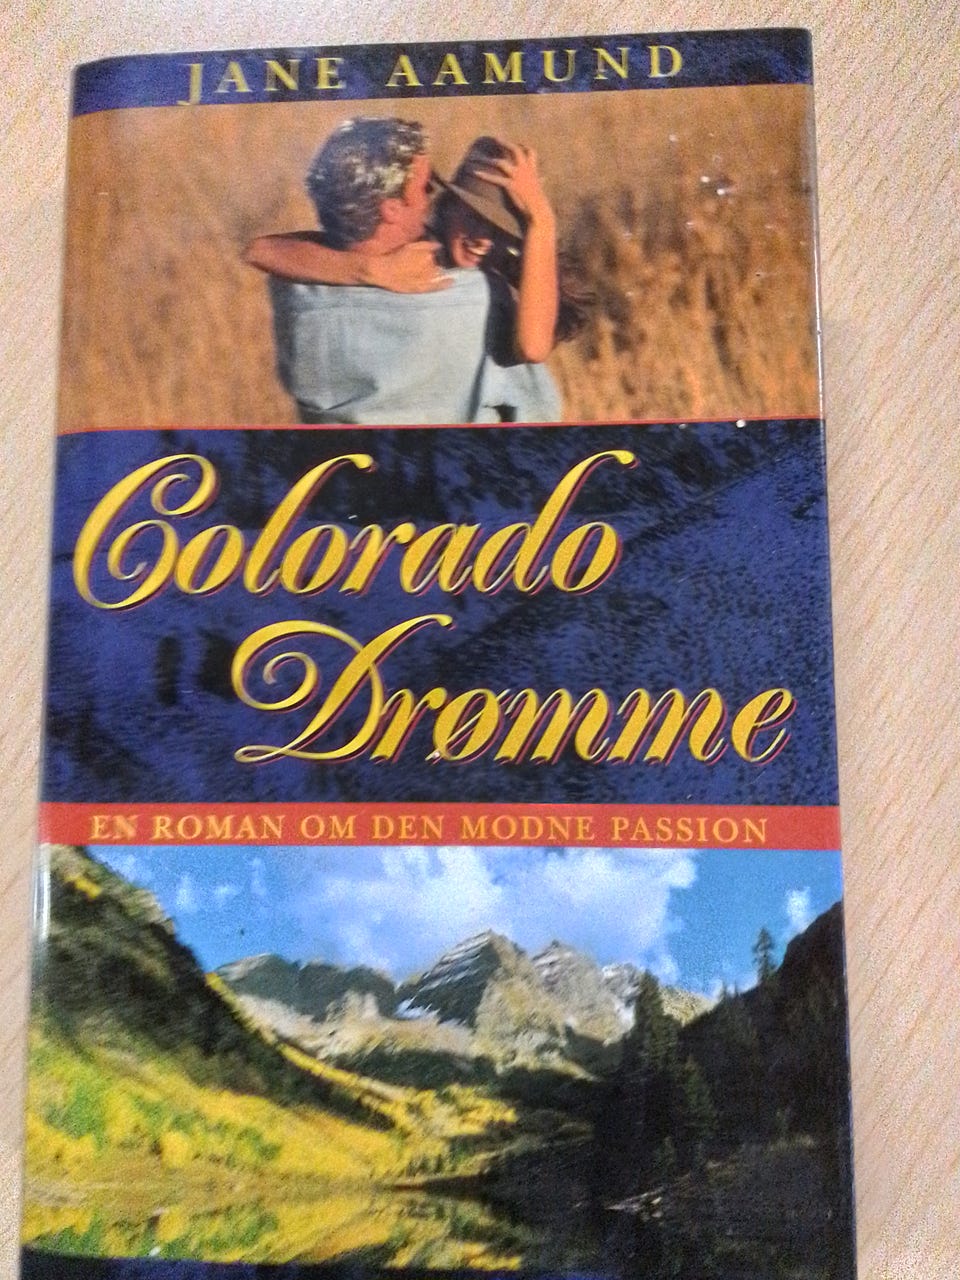 JANE AAMUND
Colorado
Drømme
EN ROMAN OM DEN MODNE PASSION